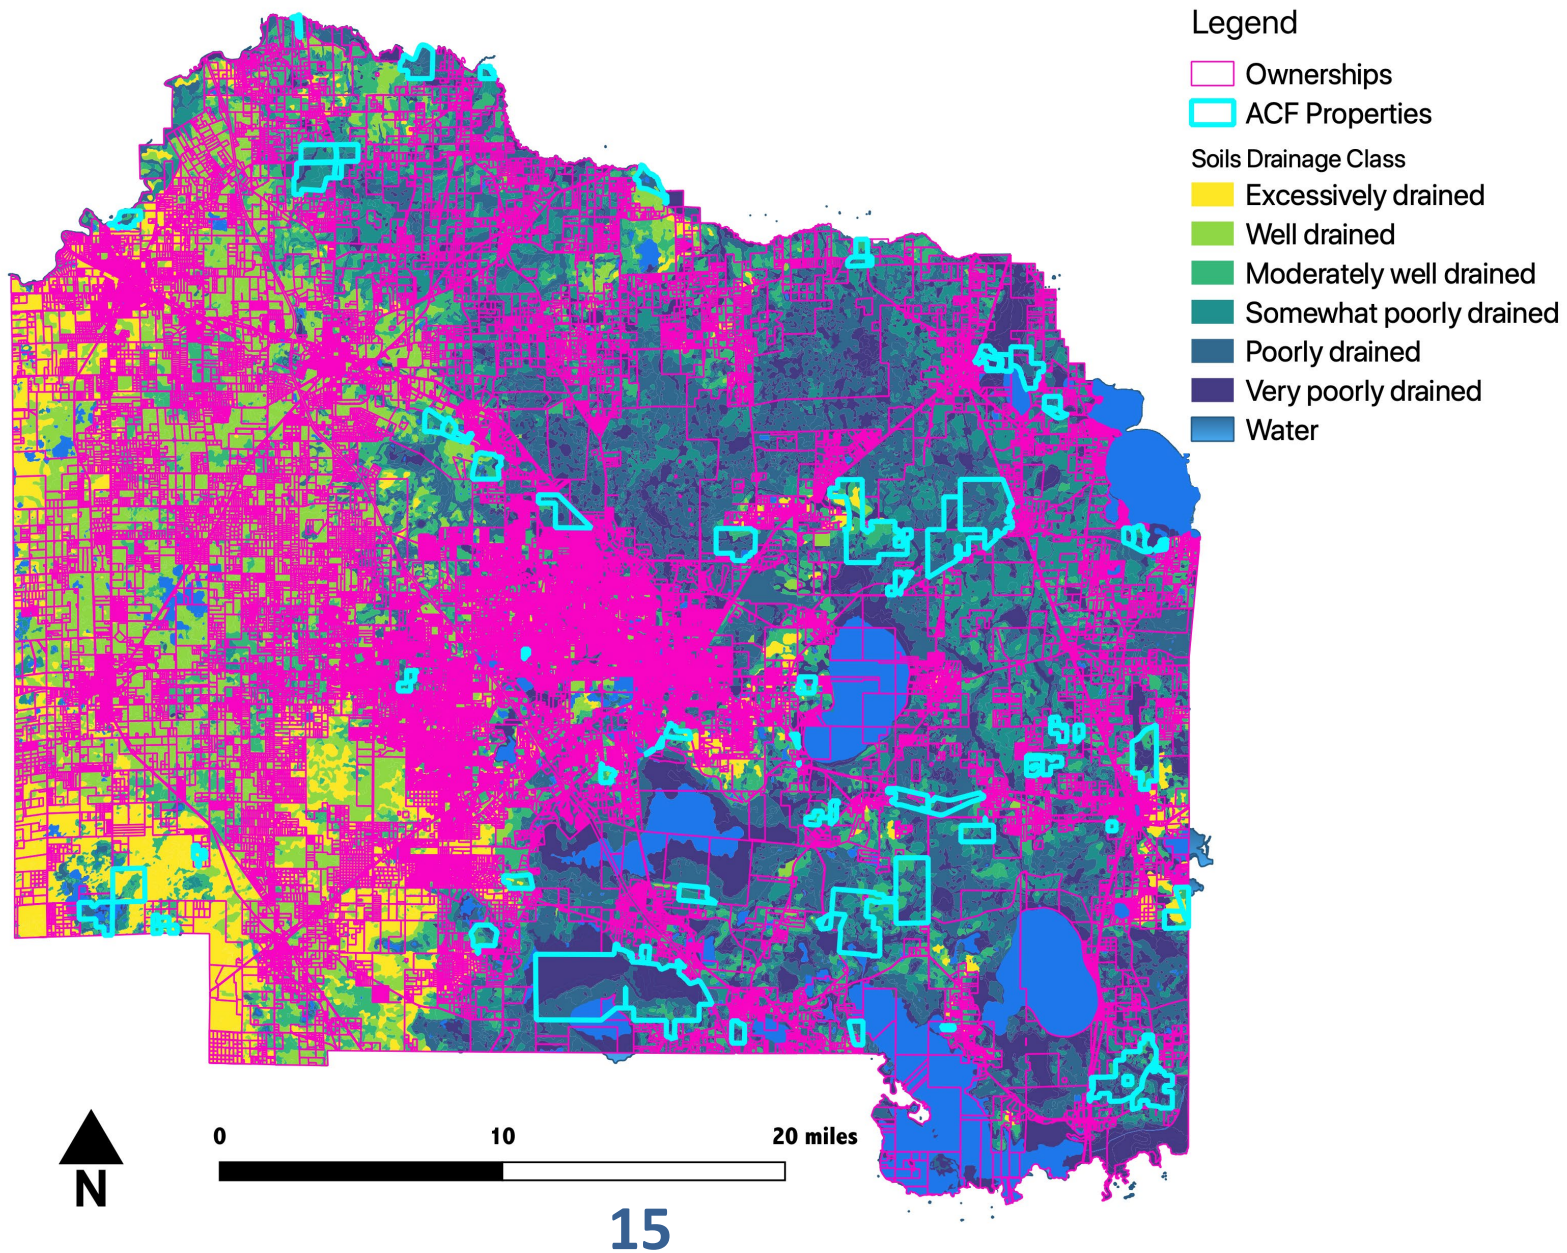 Legend
Ownerships
ACF Properties
Soils Drainage Class
Excessively drained
Well drained
Moderately well drained
Somewhat poorly drained
Poorly drained
Very poorly drained
Water
0 10 20 miles
N
15